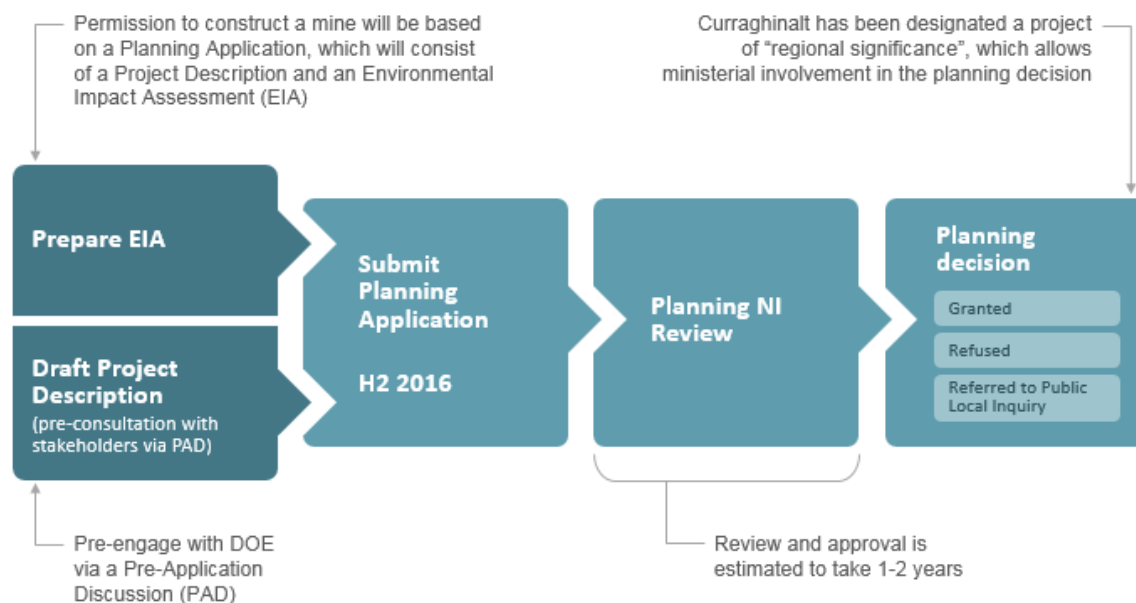 Permission to construct a mine will be based
on a Planning Application, which will consist
of a Project Description and an Environmental
Impact Assessment (EIA)
Curraghinalt has been designated a project
of “regional significance”, which allows
ministerial involvement in the planning decision
Prepare EIA
Draft Project
Description
(pre-consultation with
stakeholders via PAD)
Submit
Planning
Application
H2 2016
Planning NI
Review
Planning
decision
Granted
Refused
Referred to Public
Local Inquiry
Pre-engage with DOE
via a Pre-Application
Discussion (PAD)
Review and approval is
estimated to take 1-2 years